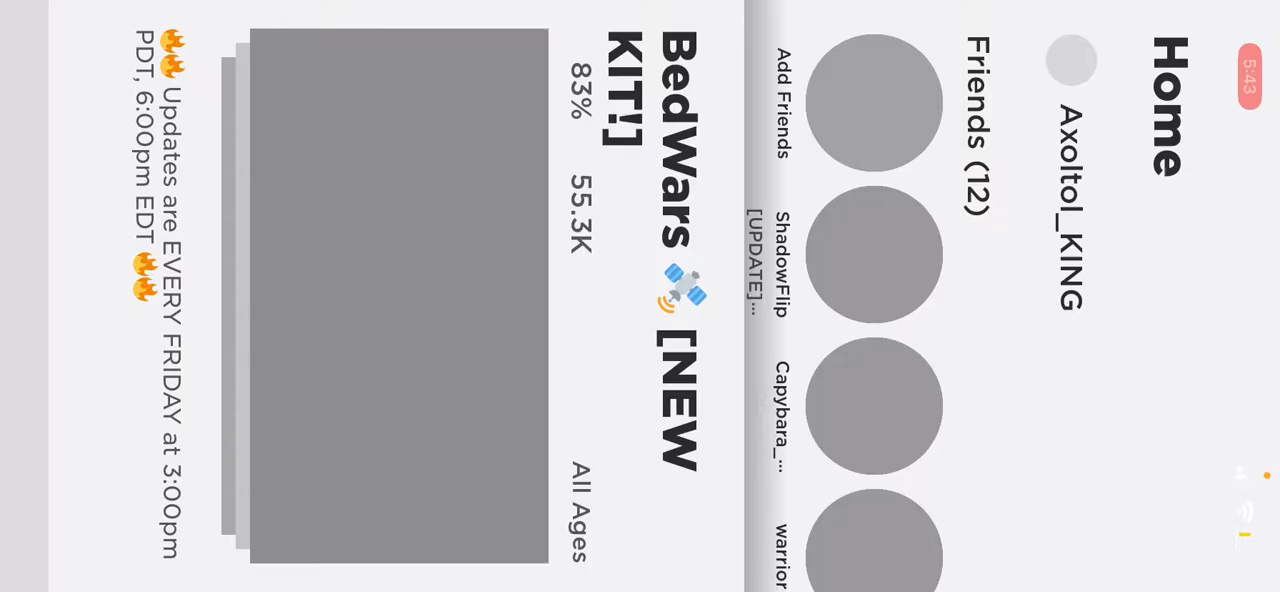 5:43
Home
Axoltol_KING
Friends (12)
Add Friends
ShadowFlip
[UPDATE]...
Capybara_...
warrior
BedWars 🛰️ [NEW
KIT!]
83% 55.3K All Ages
🔥🔥 Updates are EVERY FRIDAY at 3:00pm
PDT, 6:00pm EDT 🔥🔥